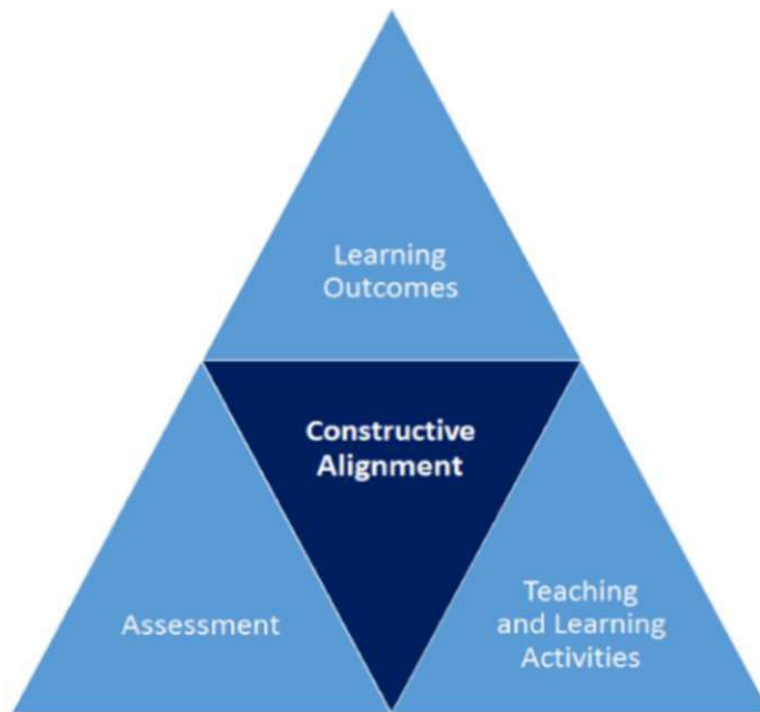 Learning
Outcomes
Constructive
Alignment
Assessment
Teaching
and Learning
Activities